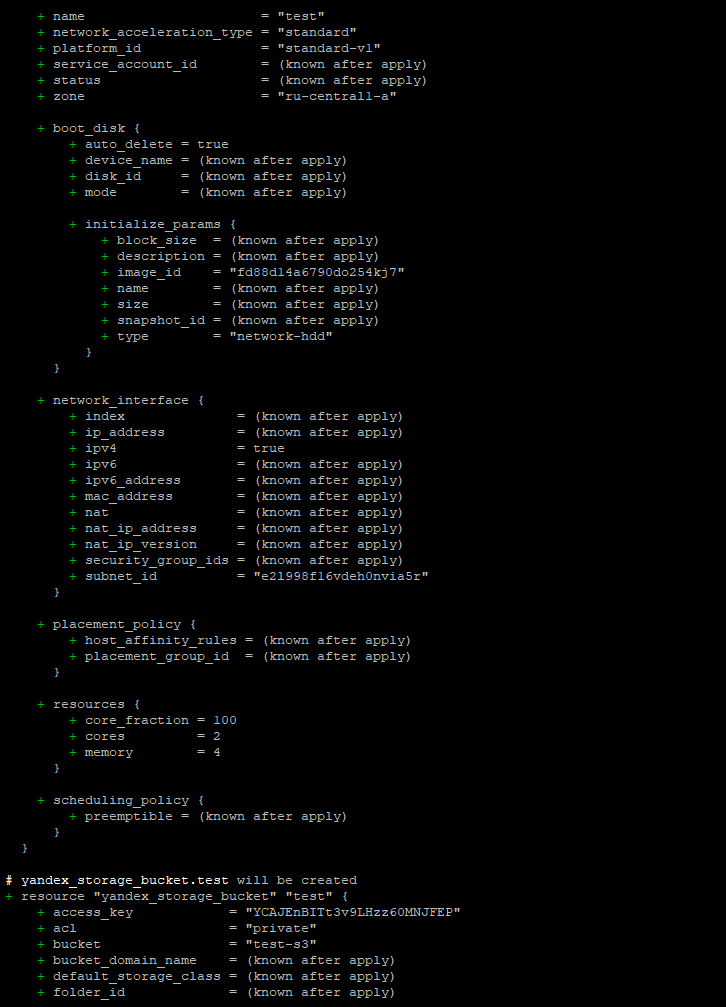 + name                      = "test"
+ network_acceleration_type = "standard"
+ platform_id               = "standard-v1"
+ service_account_id        = (known after apply)
+ status                    = (known after apply)
+ zone                      = "ru-central1-a"
+ boot_disk {
+ auto_delete = true
+ device_name = (known after apply)
+ disk_id     = (known after apply)
+ mode        = (known after apply)
+ initialize_params {
+ block_size  = (known after apply)
+ description = (known after apply)
+ image_id    = "fd88d14a6790do254kj7"
+ name        = (known after apply)
+ size        = (known after apply)
+ snapshot_id = (known after apply)
+ type        = "network-hdd"
}
}
+ network_interface {
+ index              = (known after apply)
+ ip_address         = (known after apply)
+ ipv4               = true
+ ipv6               = (known after apply)
+ ipv6_address       = (known after apply)
+ mac_address        = (known after apply)
+ nat                = (known after apply)
+ nat_ip_address     = (known after apply)
+ nat_ip_version     = (known after apply)
+ security_group_ids = (known after apply)
+ subnet_id          = "e2l998f16vdeh0nvia5r"
}
+ placement_policy {
+ host_affinity_rules = (known after apply)
+ placement_group_id  = (known after apply)
}
+ resources {
+ core_fraction = 100
+ cores         = 2
+ memory        = 4
}
+ scheduling_policy {
+ preemptible = (known after apply)
}
}
# yandex_storage_bucket.test will be created
+ resource "yandex_storage_bucket" "test" {
+ access_key            = "YCAJEnBITt3v9LHzz60MNJFEP"
+ acl                   = "private"
+ bucket                = "test-s3"
+ bucket_domain_name    = (known after apply)
+ default_storage_class = (known after apply)
+ folder_id             = (known after apply)